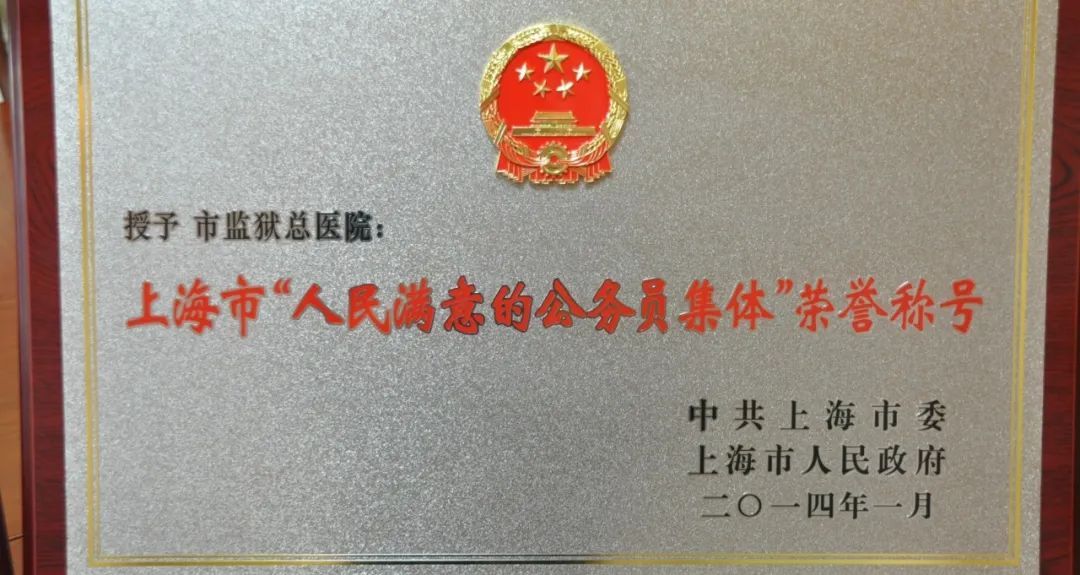 授予 市监狱总医院：
上海市“人民满意的公务员集体”荣誉称号
中共上海市委
上海市人民政府
二〇一四年一月